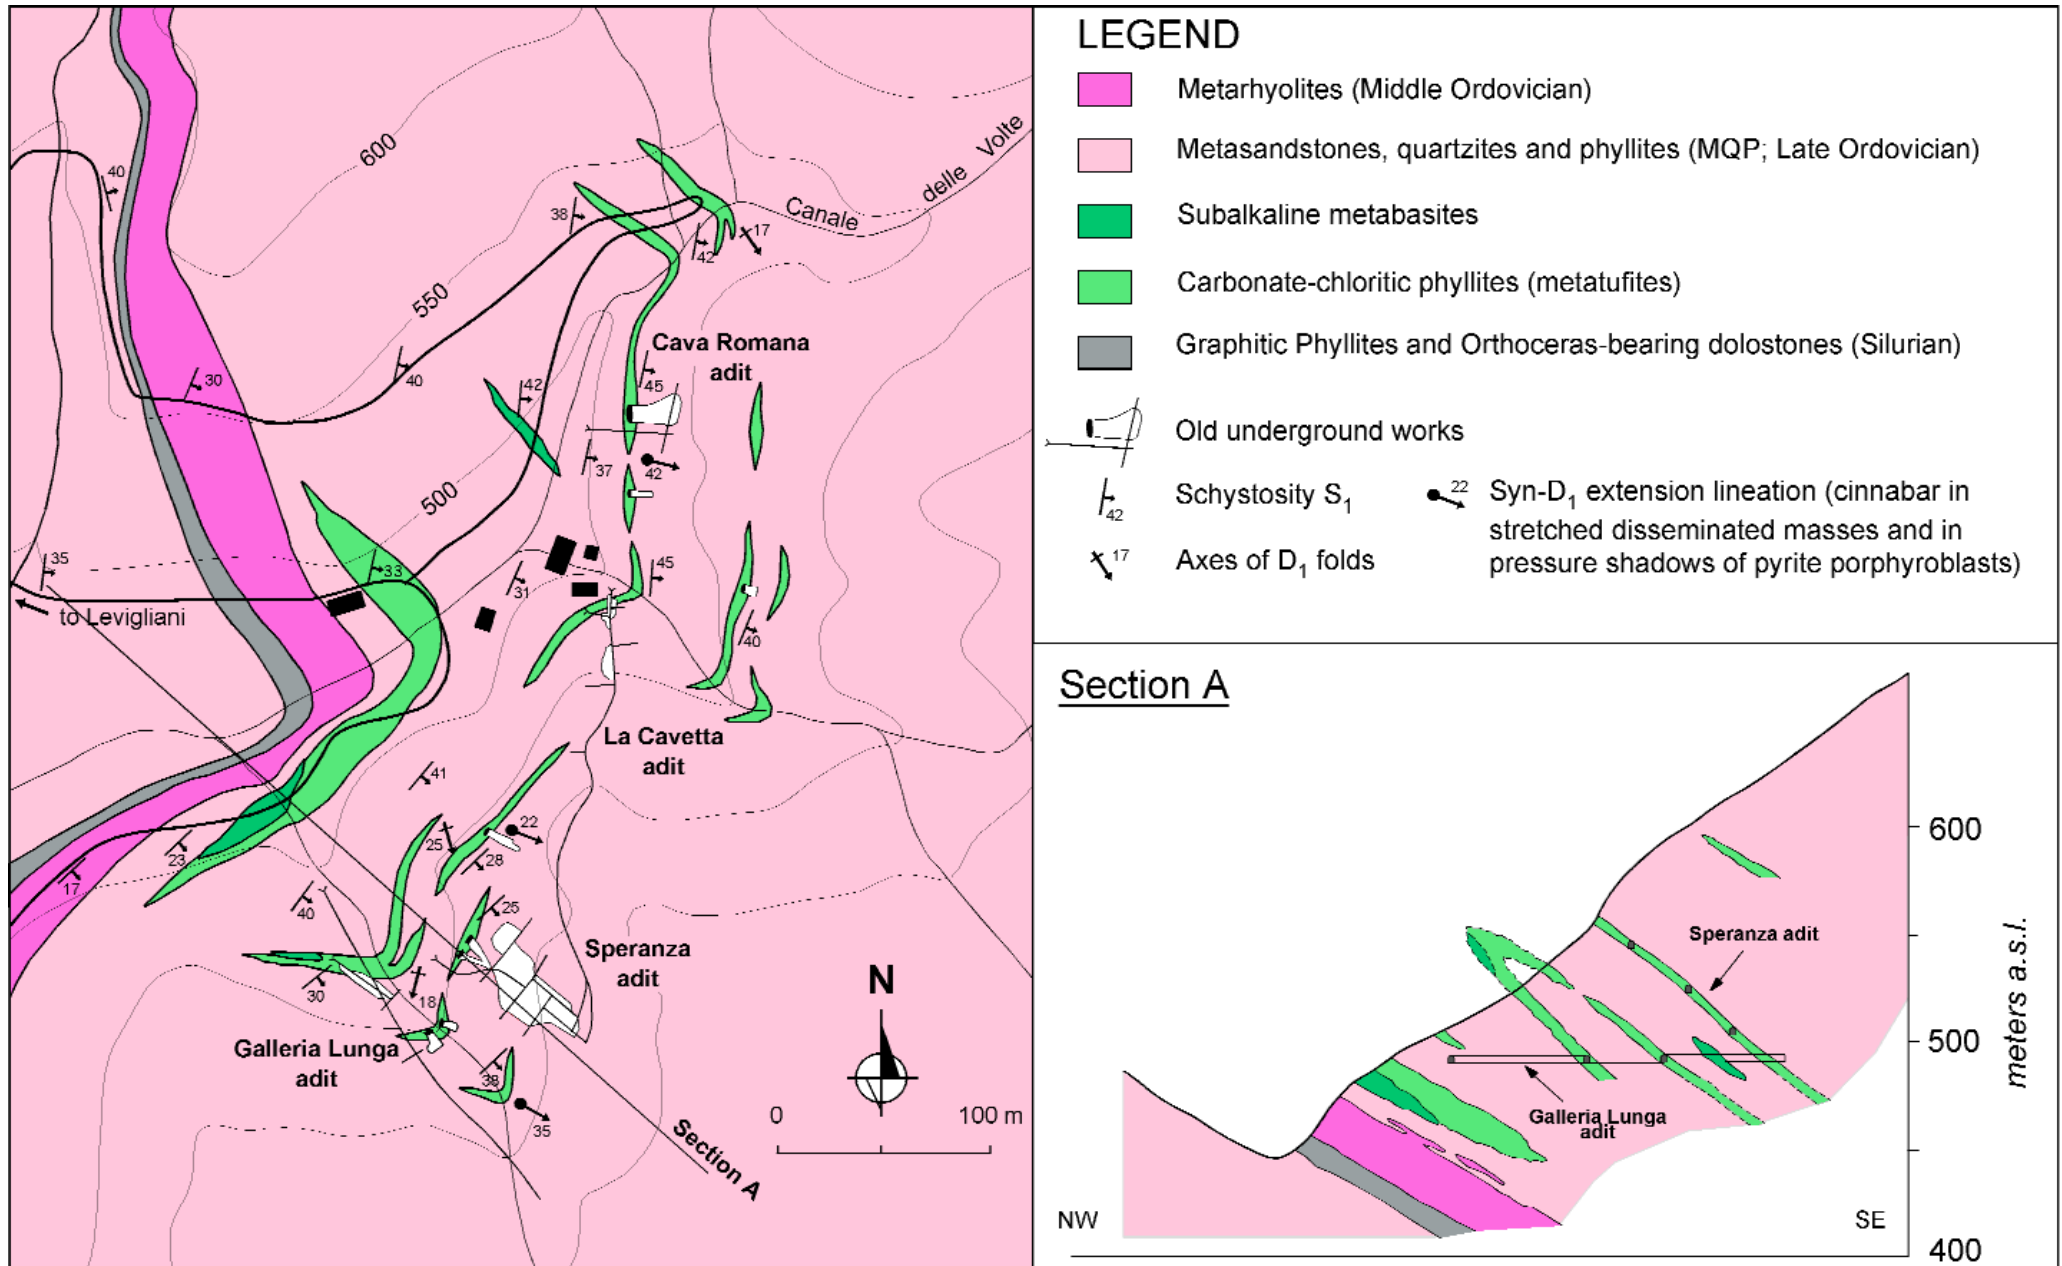 600
Canale
delle
Volte
17
38
42
40
550
Cava Romana
adit
30
40
42
45
37
42
500
35
33
31
45
40
to Levigliani
La Cavetta
adit
41
22
25
28
23
17
40
25
Speranza
adit
30
18
Galleria Lunga
adit
38
35
N
0
100 m
Section A
LEGEND
Metarhyolites (Middle Ordovician)
Metasandstones, quartzites and phyllites (MQP; Late Ordovician)
Subalkaline metabasites
Carbonate-chloritic phyllites (metatufites)
Graphitic Phyllites and Orthoceras-bearing dolostones (Silurian)
Old underground works
42
Schystosity S1
17
Axes of D1 folds
22
Syn-D1 extension lineation (cinnabar in
stretched disseminated masses and in
pressure shadows of pyrite porphyroblasts)
Section A
600
Speranza adit
500
Galleria Lunga
adit
meters a.s.l.
NW
SE
400